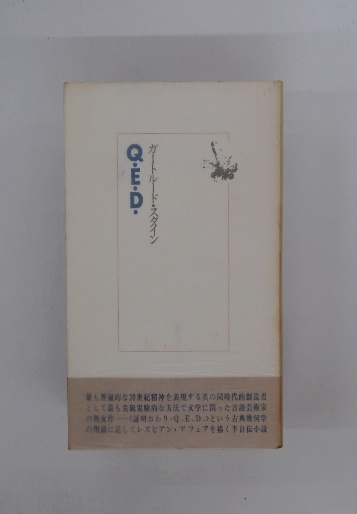 Q・E・D・
ガートルード・スタイン
最も普遍的な20世紀精神を表現する真の同時代的創造者
として最も実験的な方法で文学に関った言語芸術家
の処女作――〈証明おわり・Q.E.D.〉という古典幾何学
の用語に託してレズビアン・アフェアを描く半自伝小説